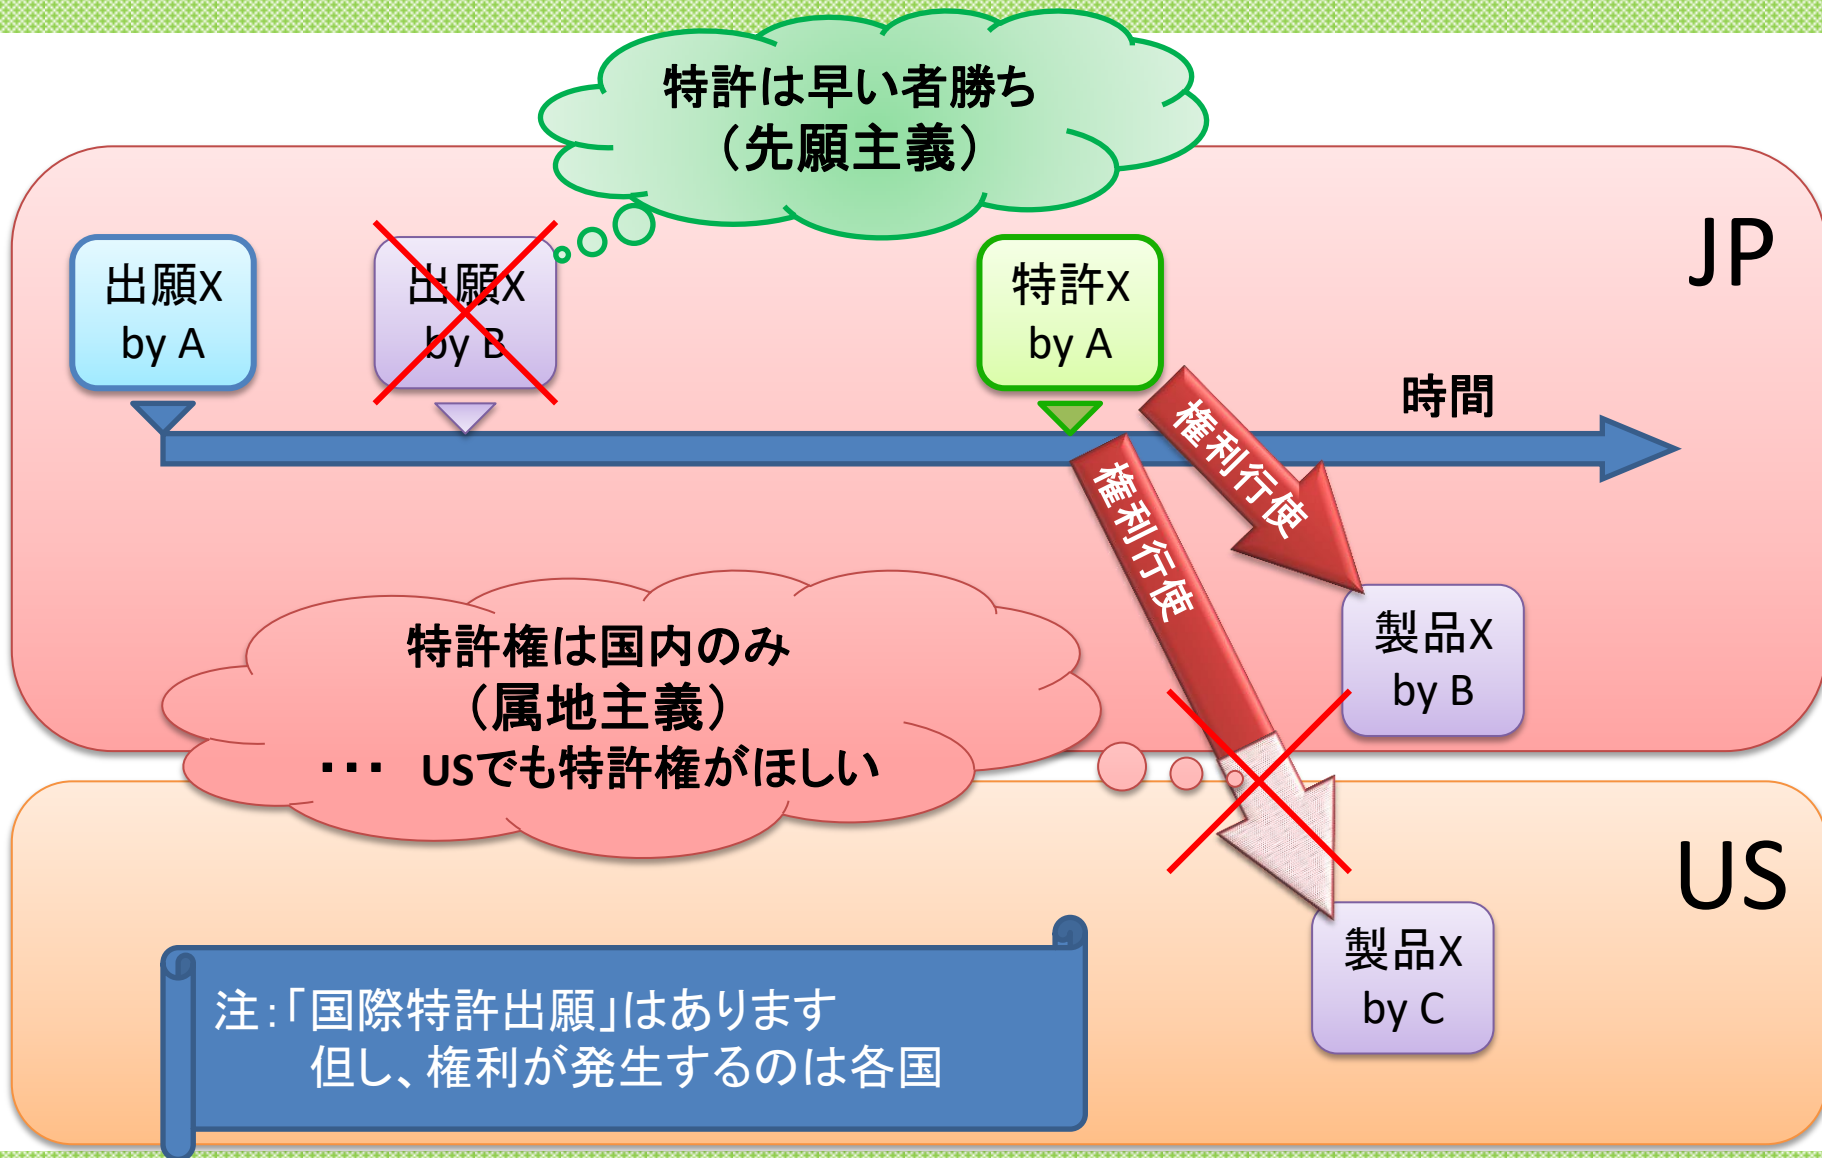 特許は早い者勝ち
（先願主義）
JP
出願X
by A
出願X
by B
特許X
by A
時間
権利行使
権利行使
製品X
by B
特許権は国内のみ
（属地主義）
・・・ USでも特許権がほしい
US
製品X
by C
注：「国際特許出願」はあります
但し、権利が発生するのは各国